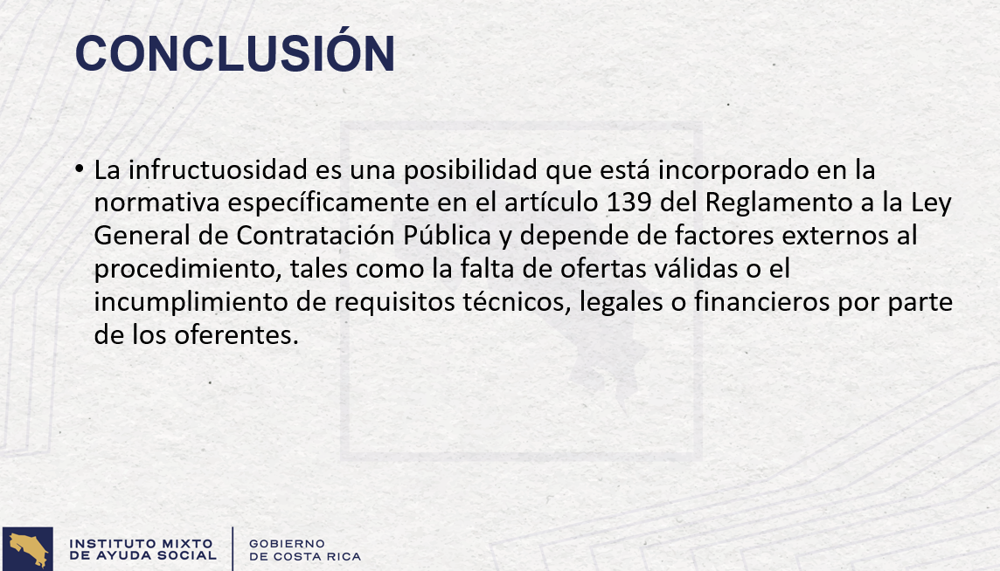 CONCLUSIÓN
• La infructuosidad es una posibilidad que está incorporado en la
normativa específicamente en el artículo 139 del Reglamento a la Ley
General de Contratación Pública y depende de factores externos al
procedimiento, tales como la falta de ofertas válidas o el
incumplimiento de requisitos técnicos, legales o financieros por parte
de los oferentes.
INSTITUTO MIXTO
DE AYUDA SOCIAL
GOBIERNO
DE COSTA RICA